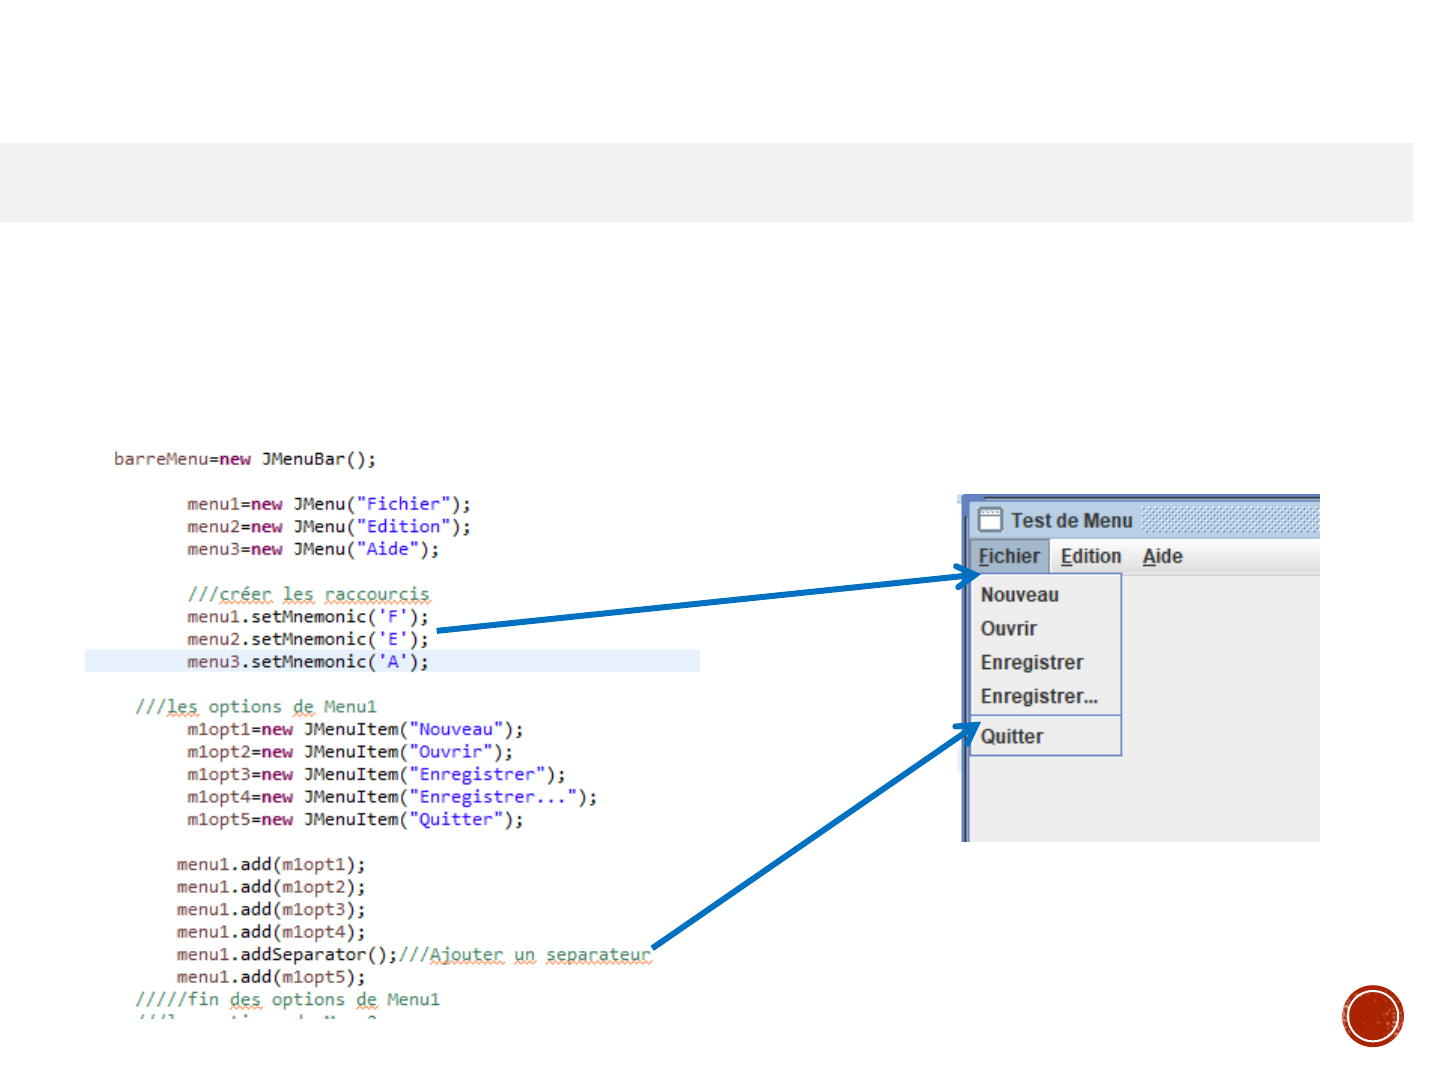 barreMenu=new JMenuBar();
menu1=new JMenu("Fichier");
menu2=new JMenu("Edition");
menu3=new JMenu("Aide");
///créer les raccourcis
menu1.setMnemonic('F');
menu2.setMnemonic('E');
menu3.setMnemonic('A');
///les options de Menu1
m1opt1=new JMenuItem("Nouveau");
m1opt2=new JMenuItem("Ouvrir");
m1opt3=new JMenuItem("Enregistrer");
m1opt4=new JMenuItem("Enregistrer...");
m1opt5=new JMenuItem("Quitter");
menu1.add(m1opt1);
menu1.add(m1opt2);
menu1.add(m1opt3);
menu1.add(m1opt4);
menu1.addSeparator();///Ajouter un separateur
menu1.add(m1opt5);
/////fin des options de Menu1
Test de Menu
Fichier Edition Aide
Nouveau
Ouvrir
Enregistrer
Enregistrer...
Quitter